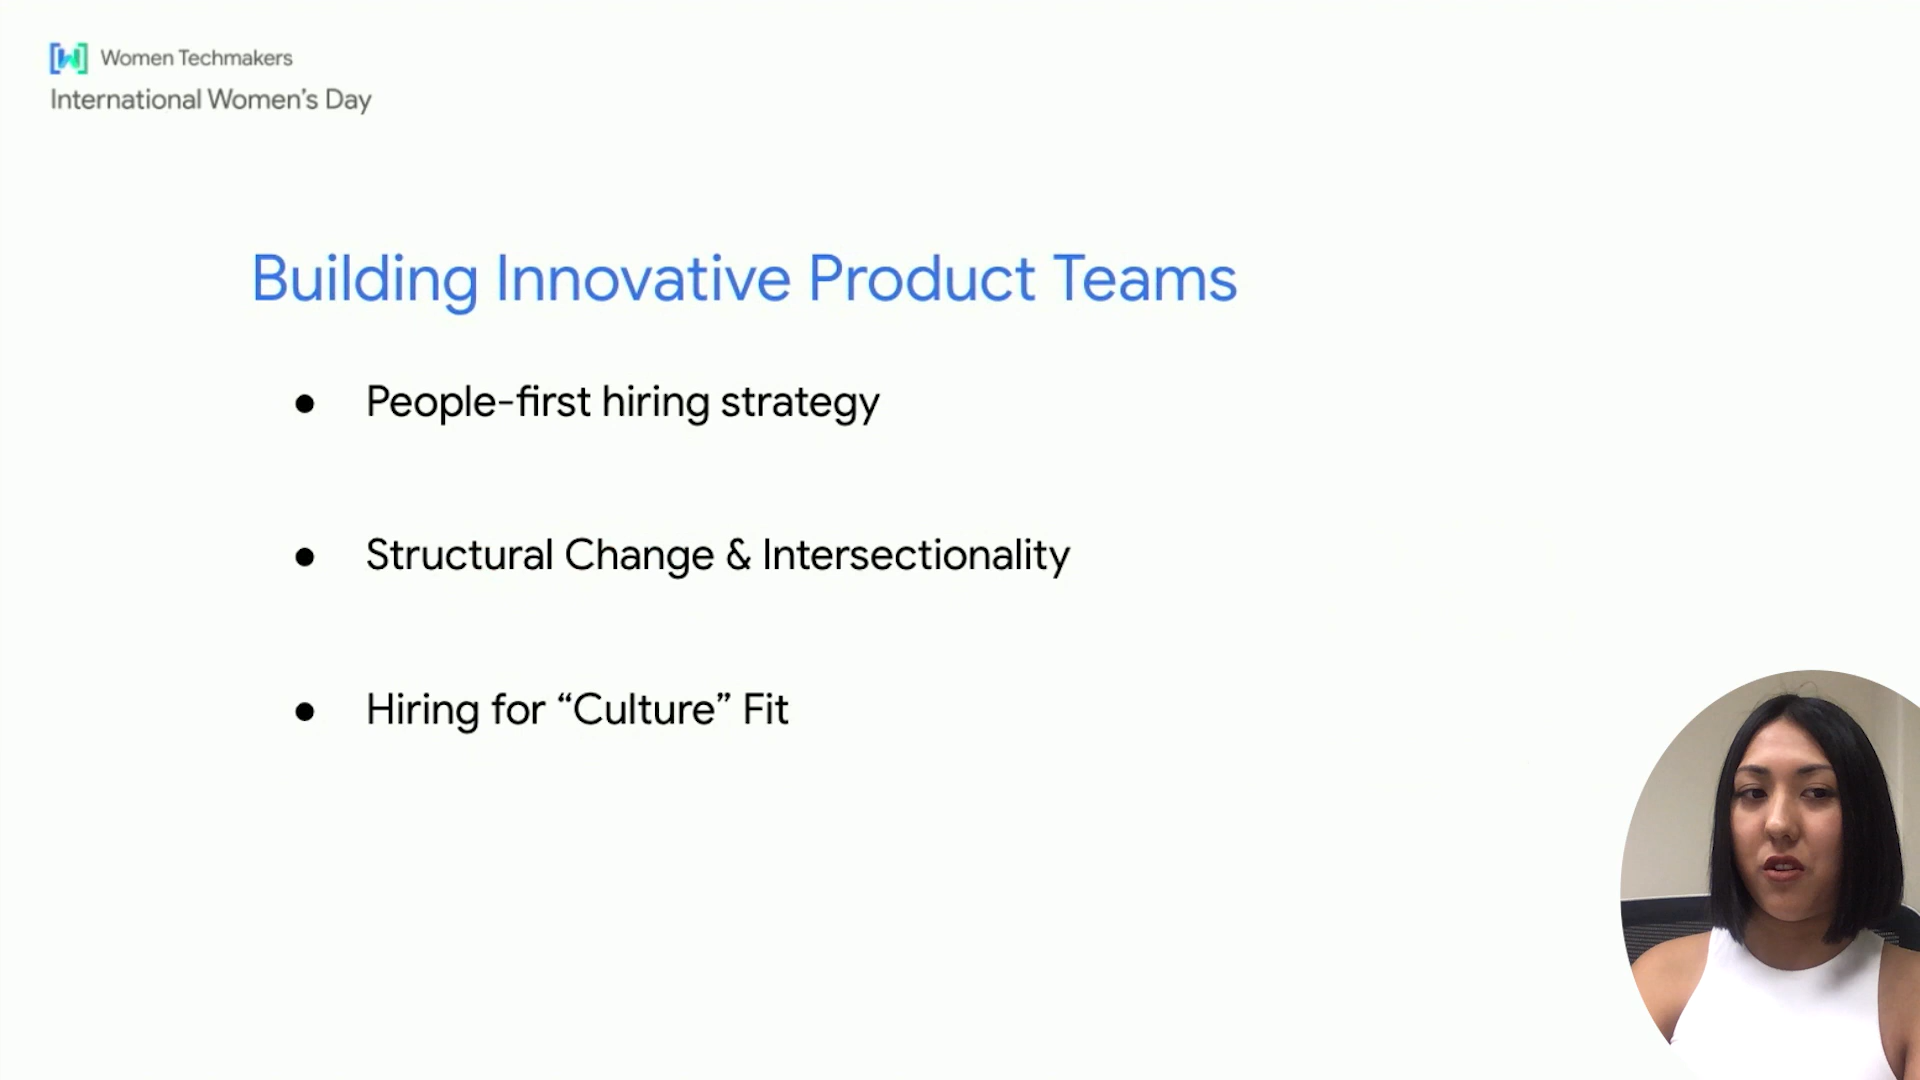 Women Techmakers
International Women’s Day
Building Innovative Product Teams
● People-first hiring strategy
● Structural Change & Intersectionality
● Hiring for “Culture” Fit